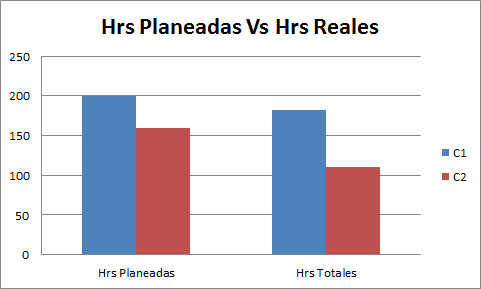 Hrs Planeadas Vs Hrs Reales
250
200
150
100
50
0
Hrs Planeadas
Hrs Totales
C1
C2